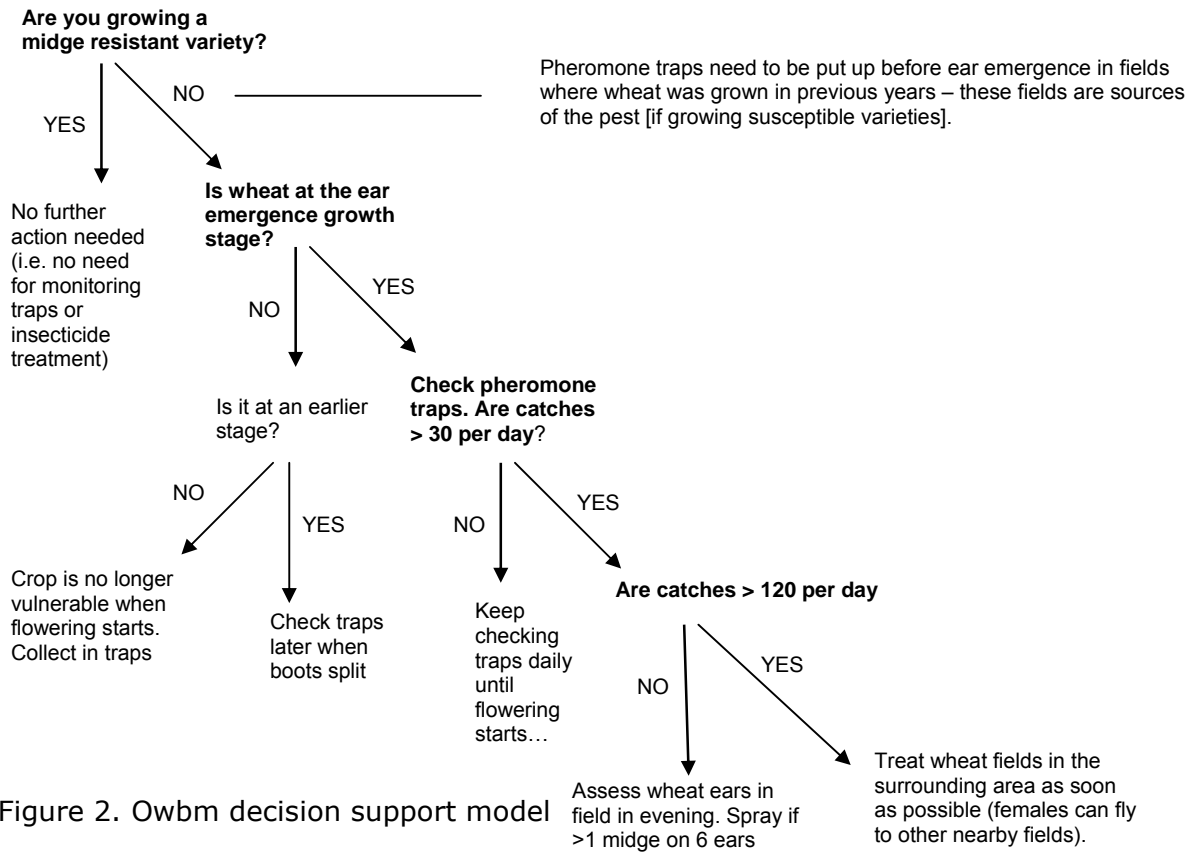 Are you growing a
midge resistant variety?
NO
Pheromone traps need to be put up before ear emergence in fields
where wheat was grown in previous years – these fields are sources
of the pest [if growing susceptible varieties].
YES
No further
action needed
(i.e. no need
for monitoring
traps or
insecticide
treatment)
Is wheat at the ear
emergence growth
stage?
NO
YES
Is it at an earlier
stage?
Check pheromone
traps. Are catches
> 30 per day?
NO
YES
NO
YES
Crop is no longer
vulnerable when
flowering starts.
Collect in traps
Check traps
later when
boots split
Keep
checking
traps daily
until
flowering
starts…
Are catches > 120 per day
NO
YES
Assess wheat ears in
field in evening. Spray if
>1 midge on 6 ears
Treat wheat fields in the
surrounding area as soon
as possible (females can fly
to other nearby fields).
Figure 2. Owbm decision support model